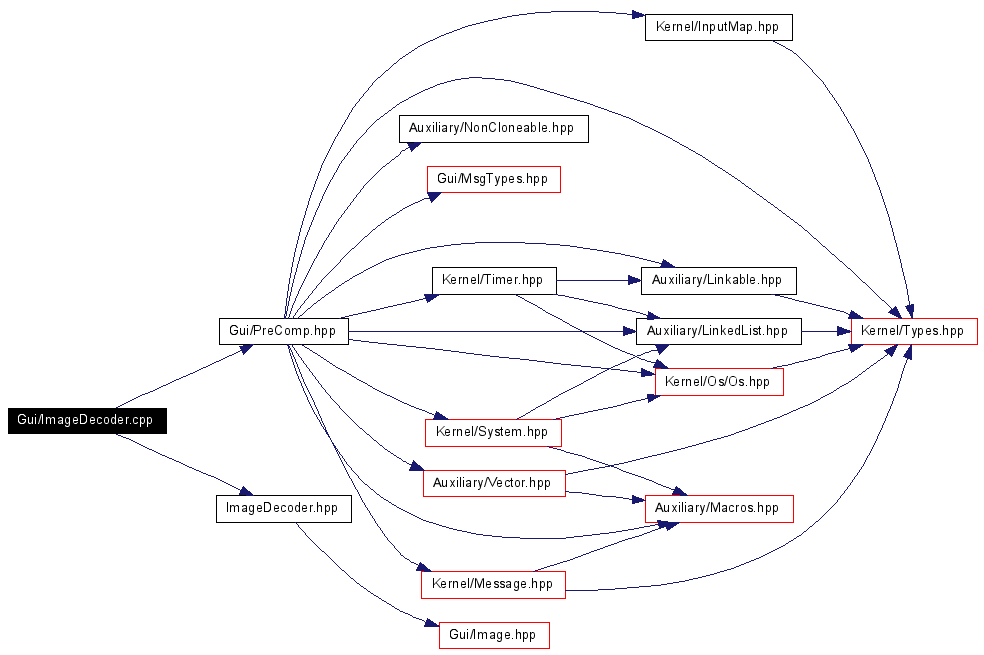 Kernel/InputMap.hpp
Auxiliary/NonCloneable.hpp
Gui/MsgTypes.hpp
Kernel/Timer.hpp
Auxiliary/Linkable.hpp
Gui/PreComp.hpp
Auxiliary/LinkedList.hpp
Kernel/Types.hpp
Kernel/Os/Os.hpp
Gui/ImageDecoder.cpp
Kernel/System.hpp
Auxiliary/Vector.hpp
ImageDecoder.hpp
Auxiliary/Macros.hpp
Kernel/Message.hpp
Gui/Image.hpp